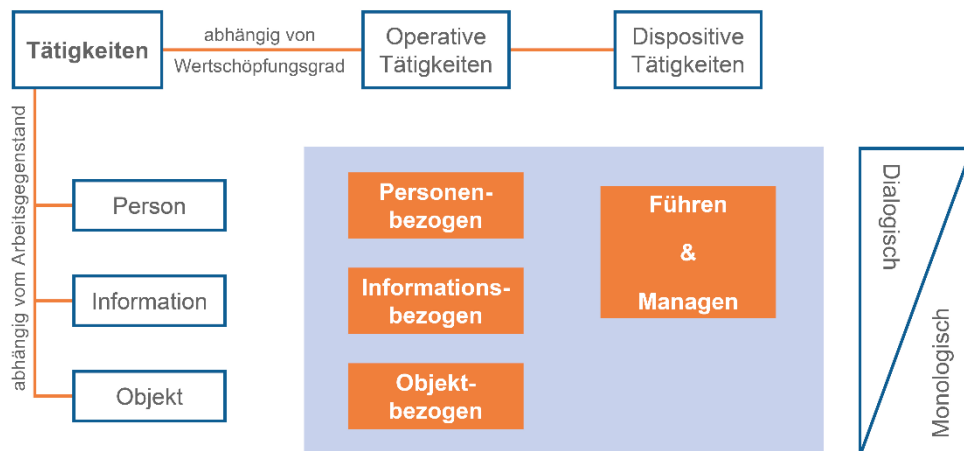 Tätigkeiten
abhängig von
Wertschöpfungsgrad
Operative
Tätigkeiten
Dispositive
Tätigkeiten
abhängig vom Arbeitsgegenstand
Person
Information
Objekt
Personen-
bezogen
Informations-
bezogen
Objekt-
bezogen
Führen
&
Managen
Dialogisch
Monologisch